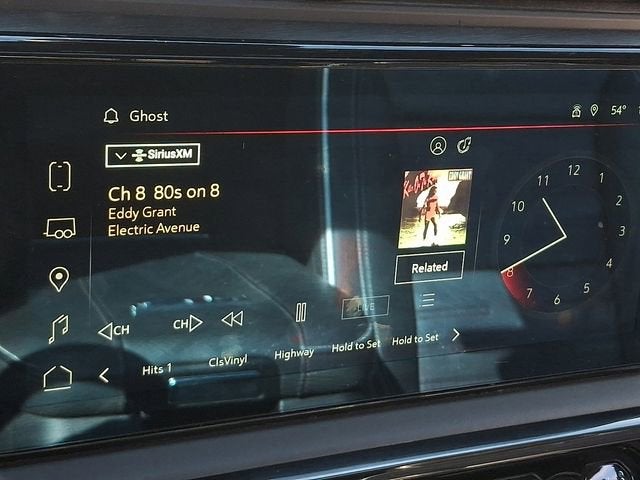 Ghost
54°
SiriusXM
Ch 8 80s on 8
Eddy Grant
Electric Avenue
EDDY GRANT
Related
12
1
2
3
4
5
6
7
8
9
10
11
CH
CH
LIVE
Hits 1
ClsVinyl
Highway
Hold to Set
Hold to Set